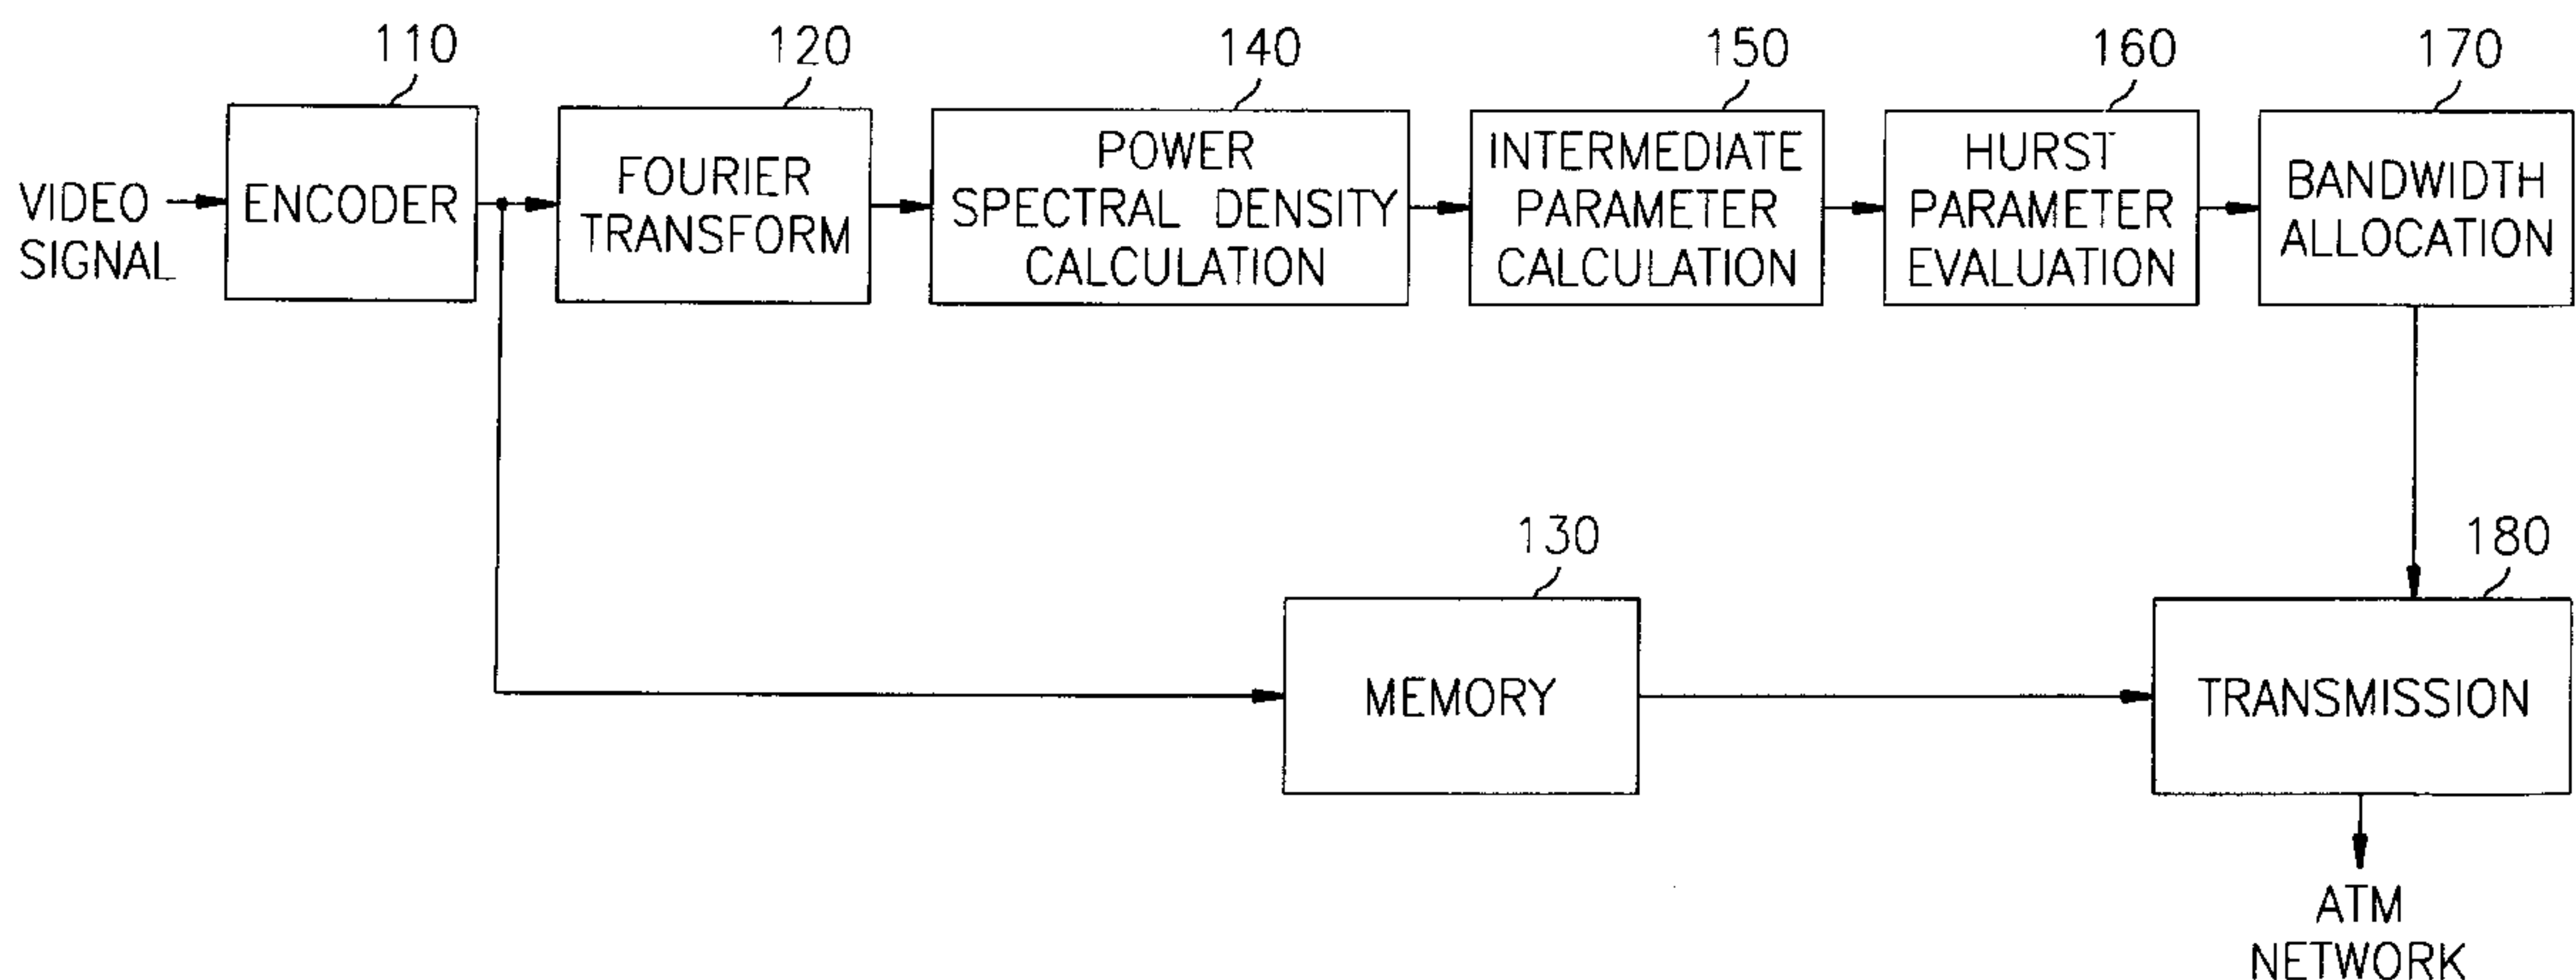 110
120
140
150
160
170
VIDEO
SIGNAL
ENCODER
FOURIER
TRANSFORM
POWER
SPECTRAL DENSITY
CALCULATION
INTERMEDIATE
PARAMETER
CALCULATION
HURST
PARAMETER
EVALUATION
BANDWIDTH
ALLOCATION
130
180
MEMORY
TRANSMISSION
ATM
NETWORK